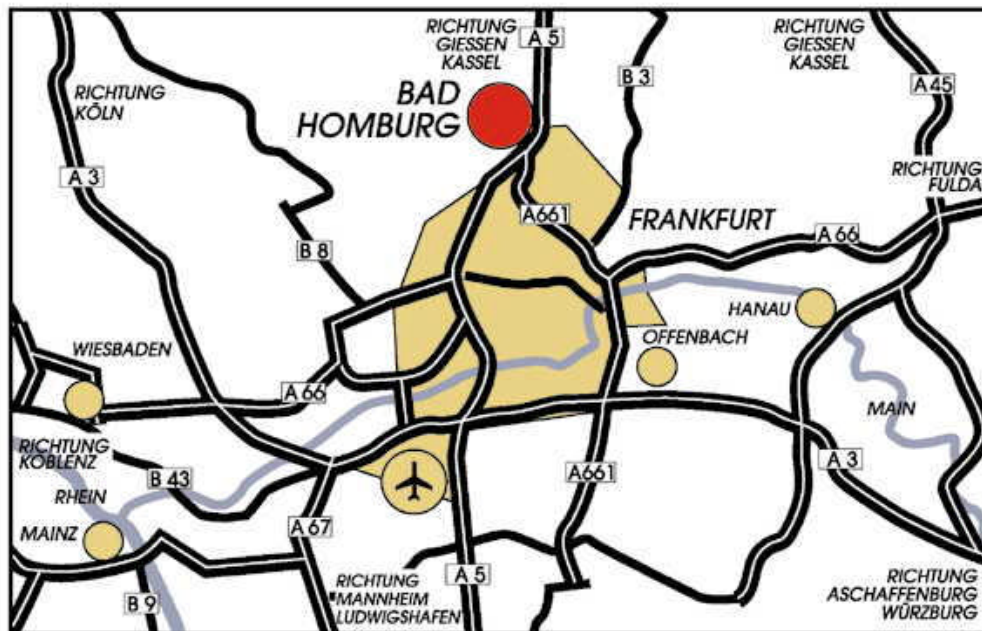 RICHTUNG
GIESSEN
KASSEL
A 5
RICHTUNG
GIESSEN
KASSEL
B 3
A 45
RICHTUNG
KÖLN
BAD
HOMBURG
A 3
RICHTUNG
FULDA
A661
FRANKFURT
A 66
B 8
HANAU
OFFENBACH
WIESBADEN
A 66
MAIN
RICHTUNG
KOBLENZ
A 3
B 43
A661
RHEIN
MAINZ
A 67
A 5
B 9
RICHTUNG
MANNHEIM
LUDWIGSHAFEN
RICHTUNG
ASCHAFFENBURG
WÜRZBURG